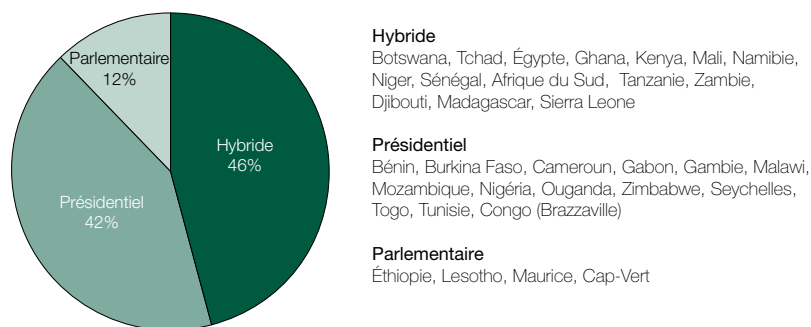 Parlementaire
12%
Hybride
46%
Présidentiel
42%
Hybride
Botswana, Tchad, Égypte, Ghana, Kenya, Mali, Namibie,
Niger, Sénégal, Afrique du Sud, Tanzanie, Zambie,
Djibouti, Madagascar, Sierra Leone
Présidentiel
Bénin, Burkina Faso, Cameroun, Gabon, Gambie, Malawi,
Mozambique, Nigéria, Ouganda, Zimbabwe, Seychelles,
Togo, Tunisie, Congo (Brazzaville)
Parlementaire
Éthiopie, Lesotho, Maurice, Cap-Vert